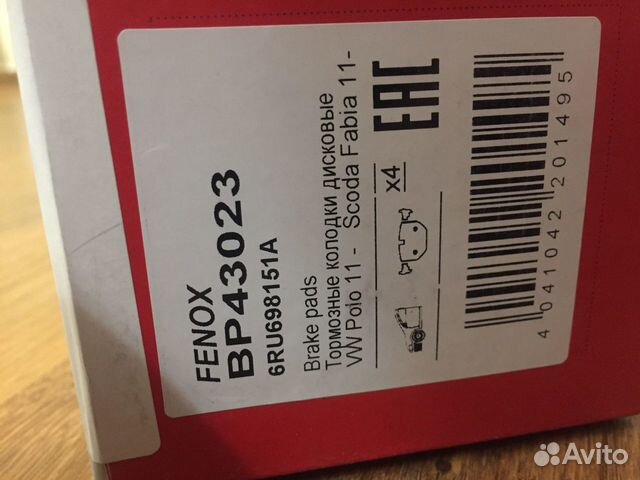 FENOX
BP43023
6RU698151A
Brake pads
Тормозные колодки дисковые
VW Polo 11 - Scoda Fabia 11-
x4
EAC
4 041042 201495
Avito